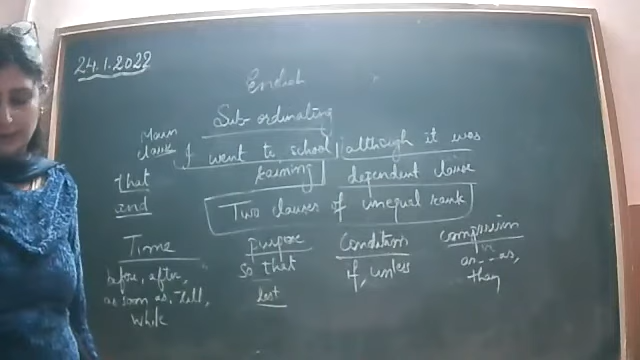 24.1.2022
English
Sub-ordinating
Main clause
I went to school although it was
raining dependent clause
that
and
Two clauses of unequal rank
Time purpose Conditions comparison
before, after, so that if, unless as..as,
as soon as, Till, lest than
while